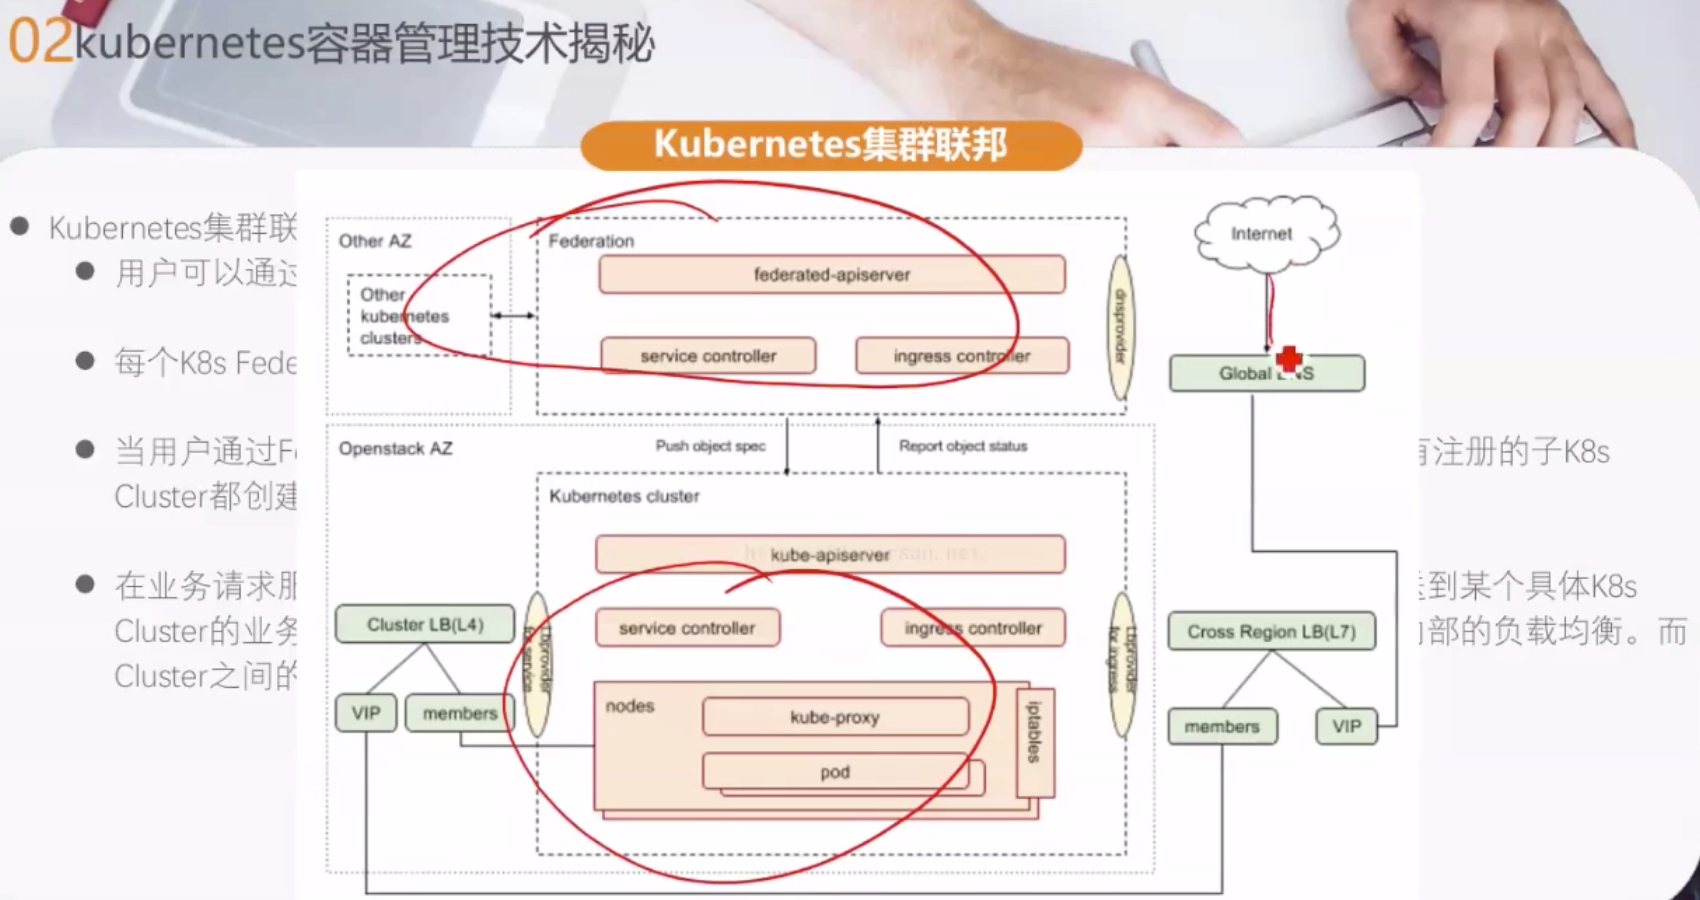 02kubernetes容器管理技术揭秘
Kubernetes集群联邦
Kubernetes集群联
用户可以通过
每个K8s Fede
当用户通过Fe
有注册的子K8s
Cluster都创建
在业务请求服
送到某个具体K8s
Cluster的业务
内部的负载均衡。而
Cluster之间的
Other AZ
Other
kubernetes
clusters
Federation
federated-apiserver
service controller
ingress controller
dnsprovider
Internet
Global DNS
Push object spec
Report object status
Openstack AZ
Kubernetes cluster
kube-apiserver
service controller
ingress controller
Cluster LB(L4)
VIP
members
Lbprovider
for service
nodes
kube-proxy
pod
iptables
Lbprovider
for ingress
Cross Region LB(L7)
members
VIP